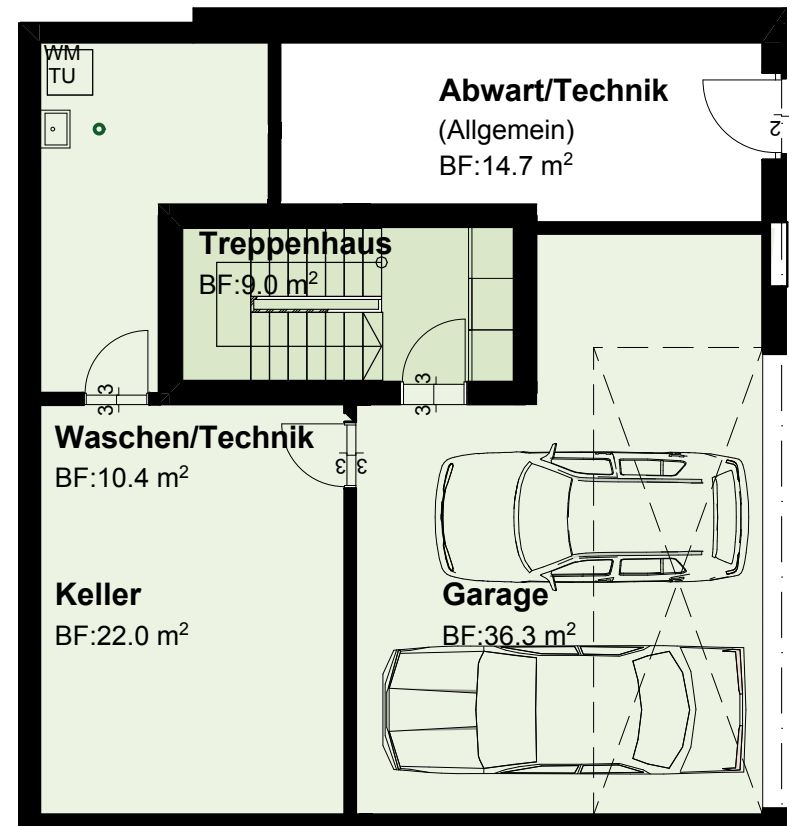 WM
TU
Abwart/Technik
(Allgemein)
BF:14.7 m²
2
Treppenhaus
BF:9.0 m²
3 3
3 3
Waschen/Technik
BF:10.4 m²
3 3
Keller
BF:22.0 m²
Garage
BF:36.3 m²